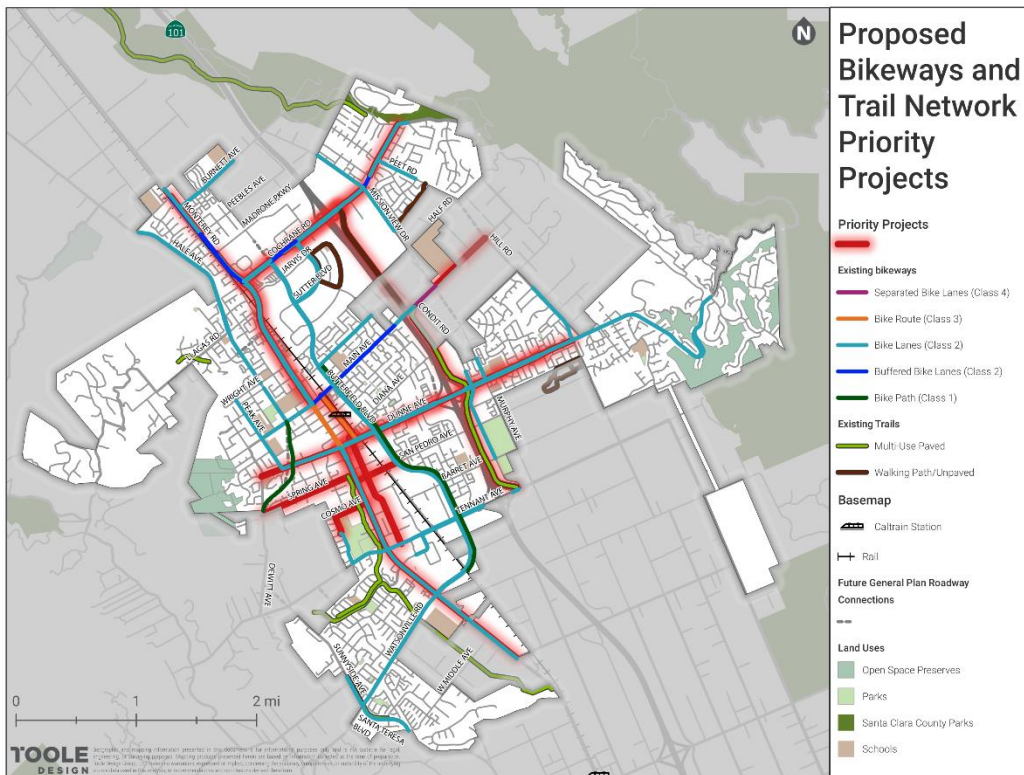 101
N
Proposed
Bikeways and
Trail Network
Priority
Projects
Priority Projects
Existing bikeways
Separated Bike Lanes (Class 4)
Bike Route (Class 3)
Bike Lanes (Class 2)
Buffered Bike Lanes (Class 2)
Bike Path (Class 1)
Existing Trails
Multi-Use Paved
Walking Path/Unpaved
Basemap
Caltrain Station
Rail
Future General Plan Roadway
Connections
Land Uses
Open Space Preserves
Parks
Santa Clara County Parks
Schools
BURNETT AVE
PEEBLES AVE
MADRONE PKWY
MONTEREY RD
HALE AVE
COCHRANE RD
JARVIS DR
SUTTER BLVD
PEET RD
MISSION VIEW DR
HALF RD
HILL RD
CONDIT RD
MAIN AVE
DIANA AVE
BUTTERFIELD BLVD
LLAGAS RD
WRIGHT AVE
PEAK AVE
DUNNE AVE
MURPHY AVE
SAN PEDRO AVE
BARRET AVE
TENNANT AVE
SPRING AVE
COSMO AVE
DEWITT AVE
WATSONVILLE RD
W MIDDLE AVE
SUNNYSIDE AVE
SANTA TERESA
BLVD
0 1 2 mi
TOOLE
DESIGN